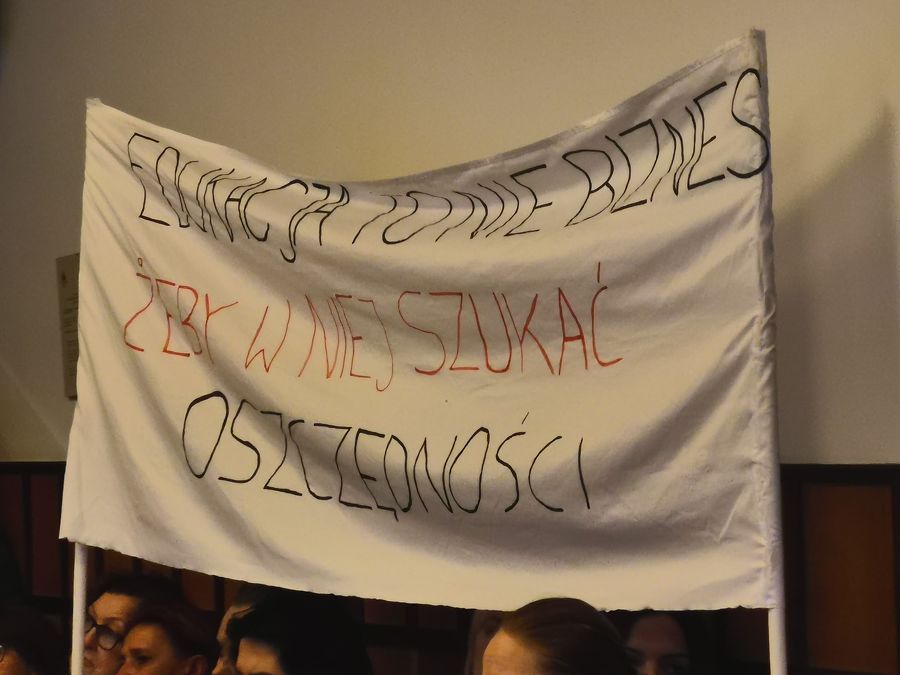 EDUKACJA TO NIE BIZNES
ŻEBY W NIEJ SZUKAĆ
OSZCZĘDNOŚCI